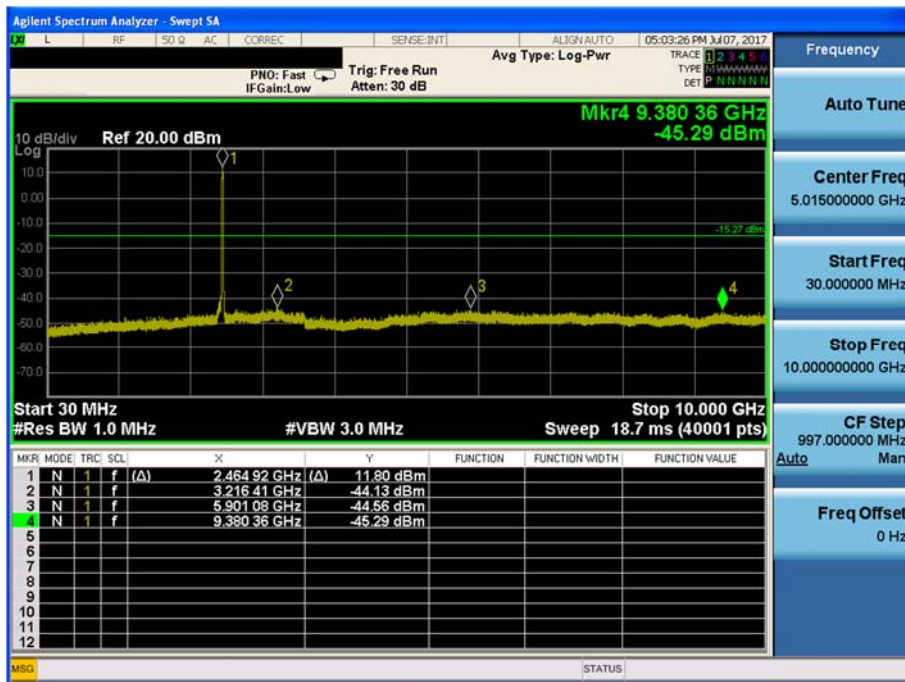 Agilent Spectrum Analyzer - Swept SA
LXI L RF 50 Ω AC CORREC SENSE:INT ALIGN AUTO 05:03:26 PM Jul 07, 2017
Avg Type: Log-Pwr TRACE 1 2 3 4 5 6
PNO: Fast Trig: Free Run TYPE M W W W W W
IFGain:Low Atten: 30 dB DET P N N N N N
Mkr4 9.380 36 GHz
-45.29 dBm
10 dB/div Ref 20.00 dBm
Log
1
10.0
0.00
-10.0
-15.27 dBm
-20.0
-30.0
2 3 4
-40.0
-50.0
-60.0
-70.0
Start 30 MHz Stop 10.000 GHz
#Res BW 1.0 MHz #VBW 3.0 MHz Sweep 18.7 ms (40001 pts)
MKR MODE TRC SCL X Y FUNCTION FUNCTION WIDTH FUNCTION VALUE
1 N 1 f (Δ) 2.464 92 GHz (Δ) 11.80 dBm
2 N 1 f 3.216 41 GHz -44.13 dBm
3 N 1 f 5.901 08 GHz -44.56 dBm
4 N 1 f 9.380 36 GHz -45.29 dBm
5
6
7
8
9
10
11
12
MSG STATUS
Frequency
Auto Tune
Center Freq
5.015000000 GHz
Start Freq
30.000000 MHz
Stop Freq
10.000000000 GHz
CF Step
997.000000 MHz
Auto Man
Freq Offset
0 Hz